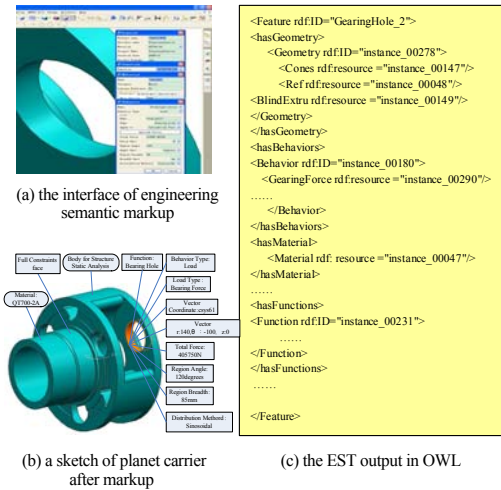 (a) the interface of engineering
semantic markup
Full Constraints
face
Body for Structure
Static Analysis
Function :
Bearing Hole
Behavior Type:
Load
Load Type :
Bearing Force
Vector
Coordinate :csys61
Vector
r:140,θ : -100, z:0
Total Force:
405750N
Region Angle:
120degrees
Region Breadth:
85mm
Distribution Methord :
Sinosoidal
Material:
QT700-2A
(b) a sketch of planet carrier
after markup
<Feature rdf:ID="GearingHole_2">
<hasGeometry>
<Geometry rdf:ID="instance_00278">
<Cones rdf:resource ="instance_00147"/>
<Ref rdf:resource ="instance_00048"/>
<BlindExtru rdf:resource ="instance_00149"/>
</Geometry>
</hasGeometry>
<hasBehaviors>
<Behavior rdf:ID="instance_00180">
<GearingForce rdf:resource ="instance_00290"/>
......
</Behavior>
</hasBehaviors>
<hasMaterial>
<Material rdf: resource ="instance_00047"/>
</hasMaterial>
......
<hasFunctions>
<Function rdf:ID="instance_00231">
......
</Function>
</hasFunctions>
......
</Feature>
(c) the EST output in OWL